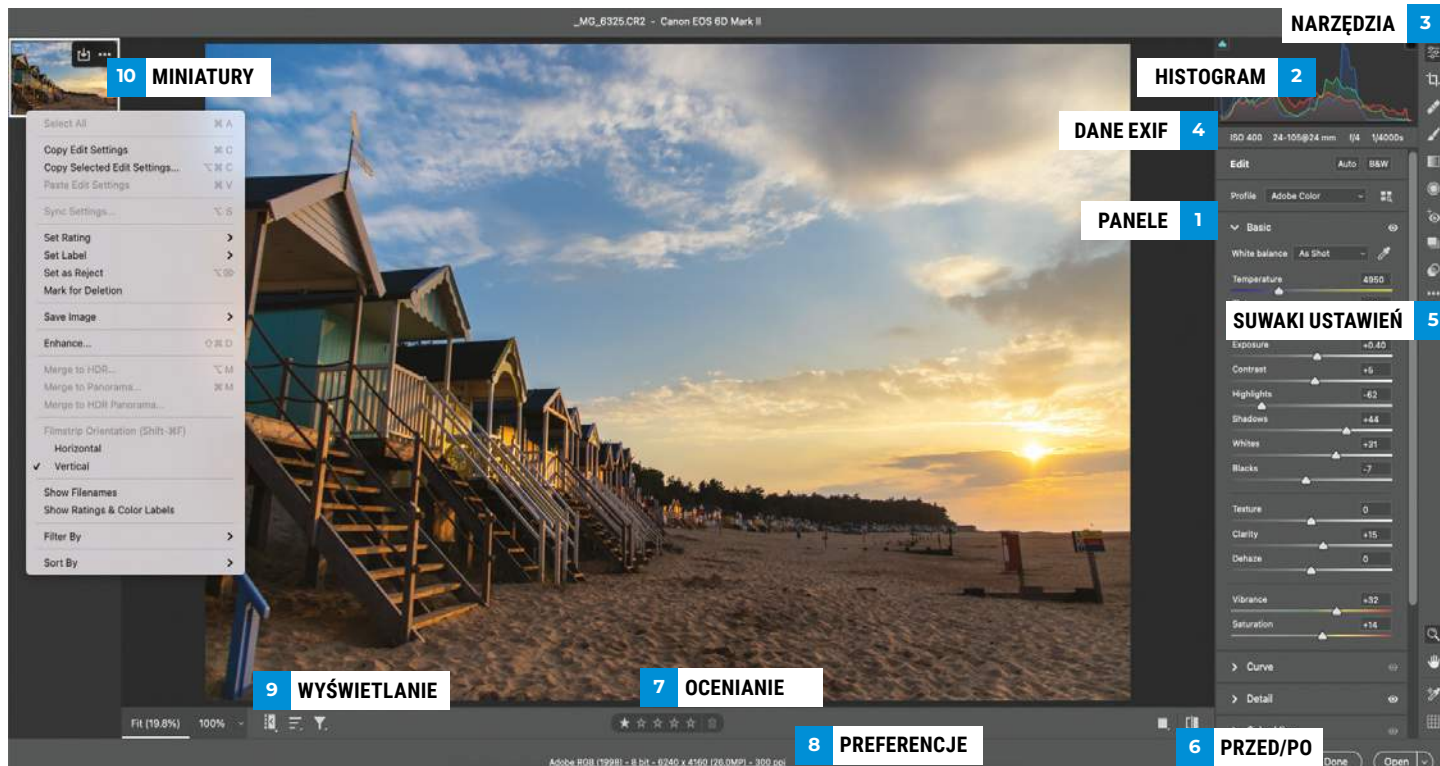 _MG_6325.CR2 - Canon EOS 6D Mark II
NARZĘDZIA 3
10 MINIATURY
HISTOGRAM 2
DANE EXIF 4
ISO 400 24-105@24 mm f/4 1/4000s
Edit Auto B&W
Profile Adobe Color
PANELE 1
Basic
White balance As Shot
Temperature 4950
SUWAKI USTAWIEŃ 5
Exposure +0.40
Contrast +5
Highlights -62
Shadows +44
Whites +31
Blacks -7
Texture 0
Clarity +15
Dehaze 0
Vibrance +32
Saturation +14
Curve
Detail
Select All ⌘ A
Copy Edit Settings ⌘ C
Copy Selected Edit Settings... ⌥ ⌘ C
Paste Edit Settings ⌘ V
Sync Settings... ⌥ S
Set Rating
Set Label
Set as Reject ⌥ ⌦
Mark for Deletion
Save Image
Enhance... ⇧ ⌘ D
Merge to HDR... ⌥ M
Merge to Panorama... ⌘ M
Merge to HDR Panorama...
Filmstrip Orientation (Shift-⌘F)
Horizontal
✓ Vertical
Show Filenames
Show Ratings & Color Labels
Filter By
Sort By
9 WYŚWIETLANIE
7 OCENIANIE
Fit (19.8%) 100%
8 PREFERENCJE
6 PRZED/PO
Adobe RGB (1998) - 8 bit - 6240 x 4160 (26.0MP) - 300 ppi
Done Open